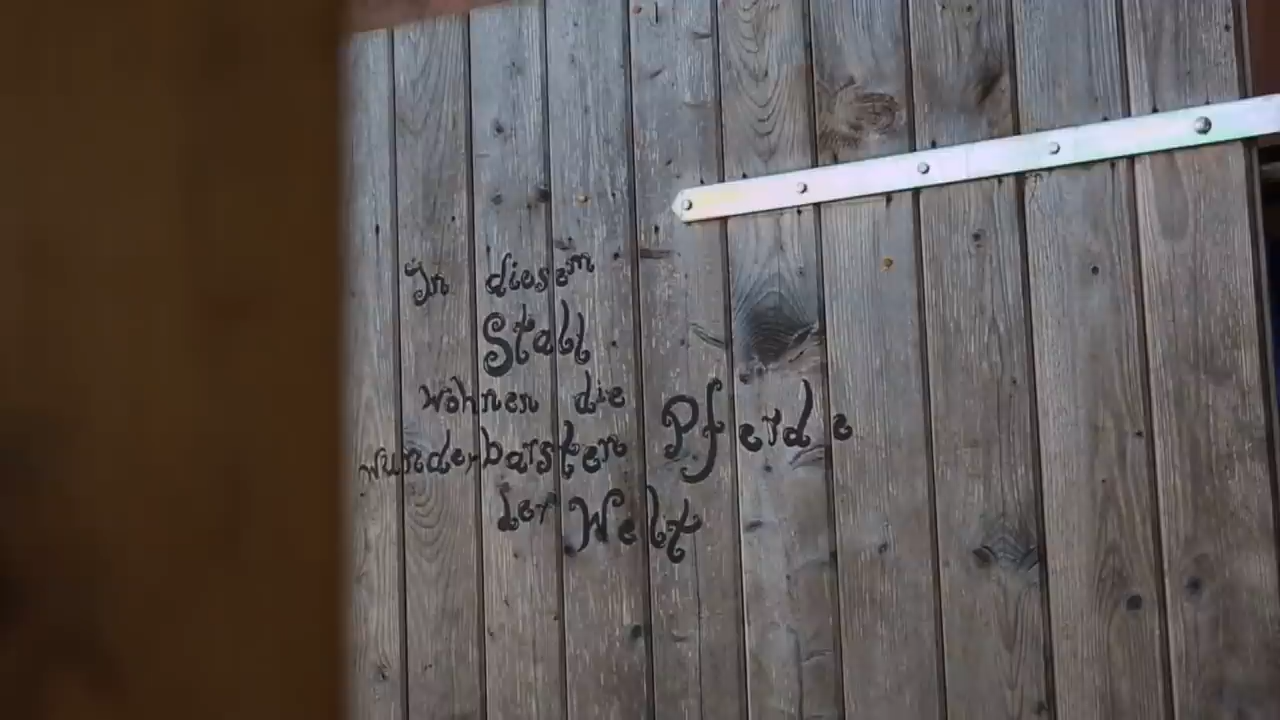 In diesem
Stall
wohnen die
wunderbarsten Pferde
der Welt